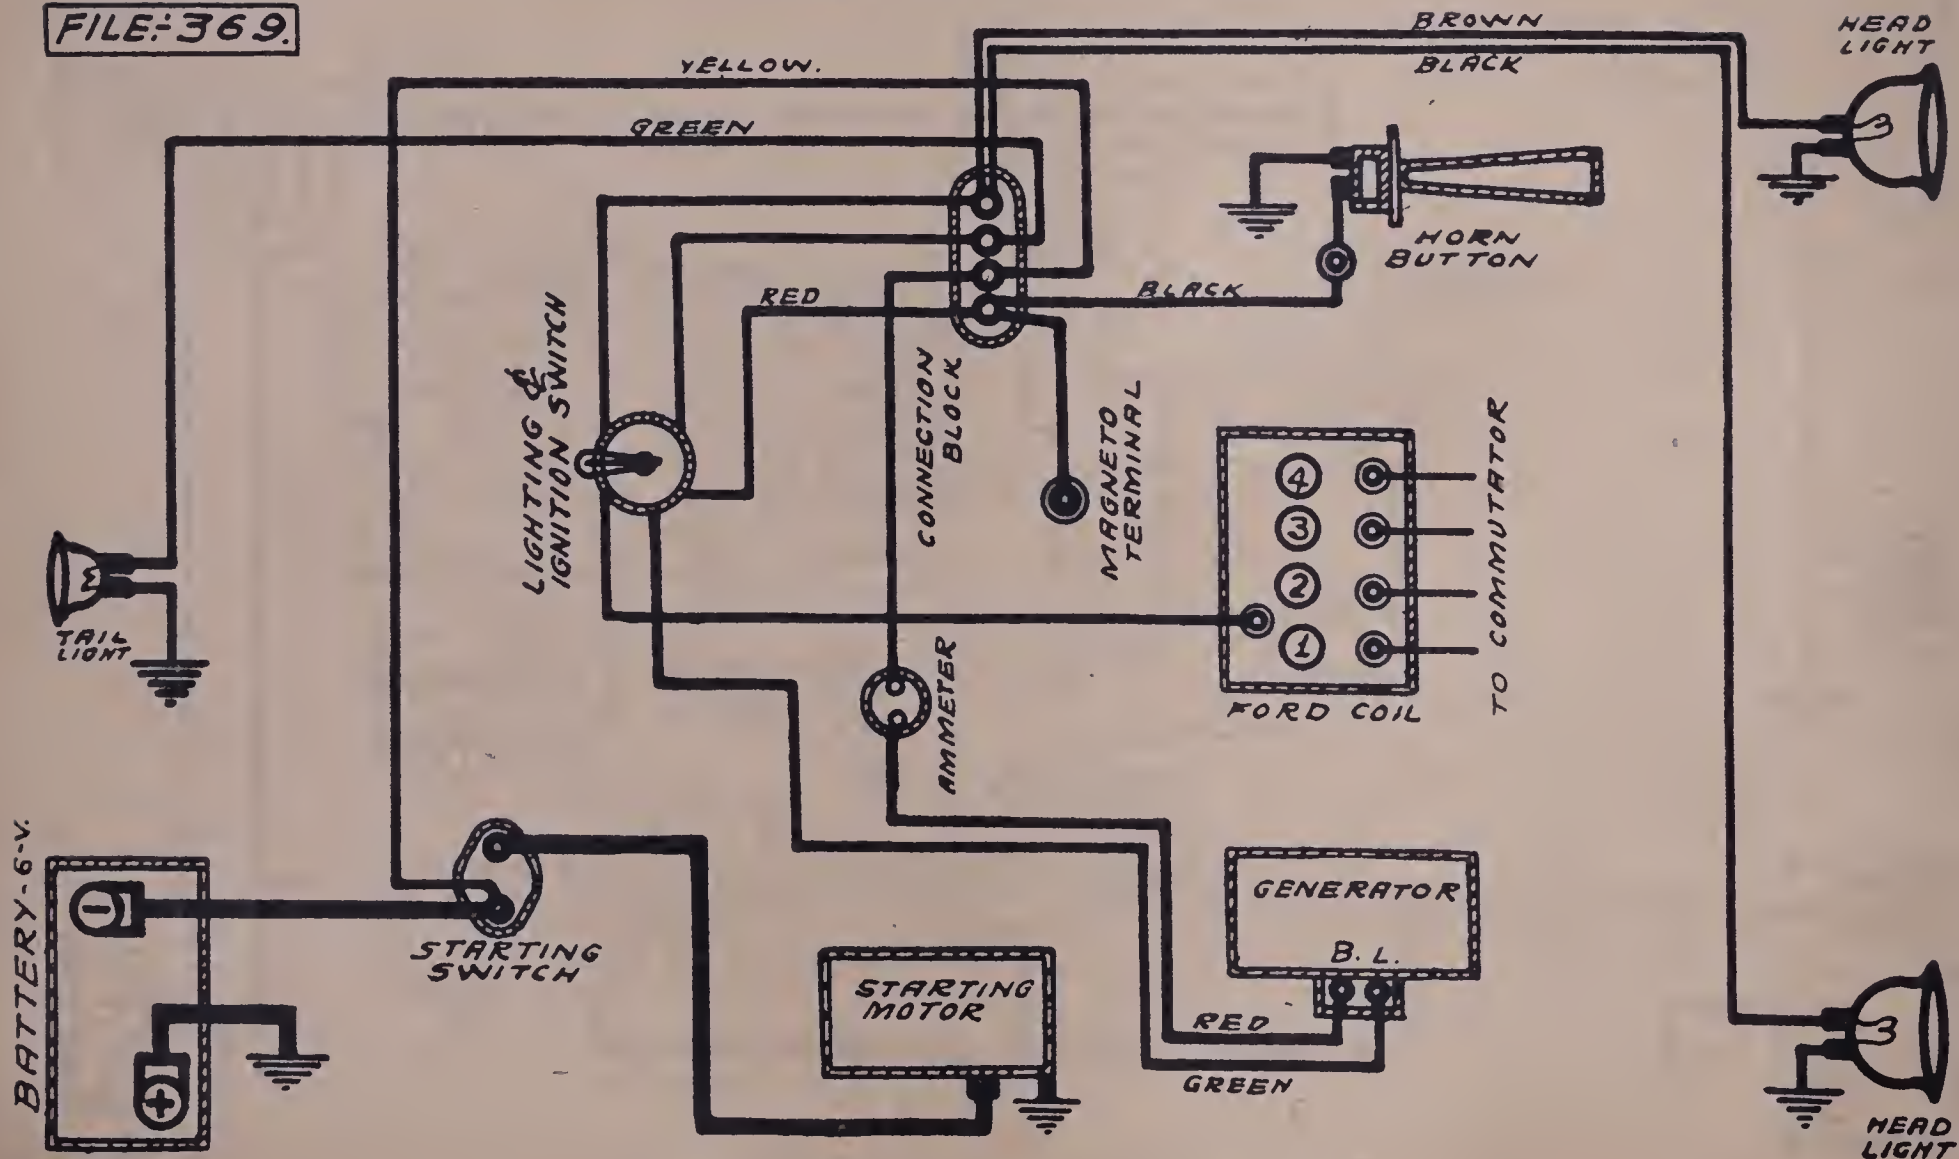 FILE:-369.
BROWN
BLACK
HEAD
LIGHT
YELLOW.
GREEN
HORN
BUTTON
RED
BLACK
LIGHTING &
IGNITION SWITCH
CONNECTION
BLOCK
MAGNETO
TERMINAL
4
3
2
1
TO COMMUTATOR
FORD COIL
TAIL
LIGHT
AMMETER
BATTERY-6-V.
-
+
STARTING
SWITCH
STARTING
MOTOR
GENERATOR
B. L.
RED
GREEN
HEAD
LIGHT